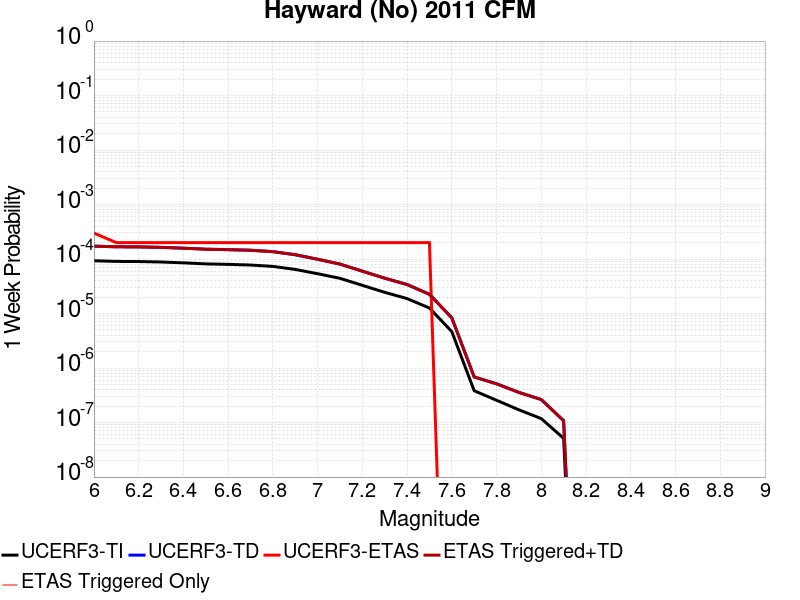 Hayward (No) 2011 CFM
10^0
10^-1
10^-2
10^-3
10^-4
10^-5
10^-6
10^-7
10^-8
1 Week Probability
6 6.2 6.4 6.6 6.8 7 7.2 7.4 7.6 7.8 8 8.2 8.4 8.6 8.8 9
Magnitude
UCERF3-TI UCERF3-TD UCERF3-ETAS ETAS Triggered+TD
ETAS Triggered Only